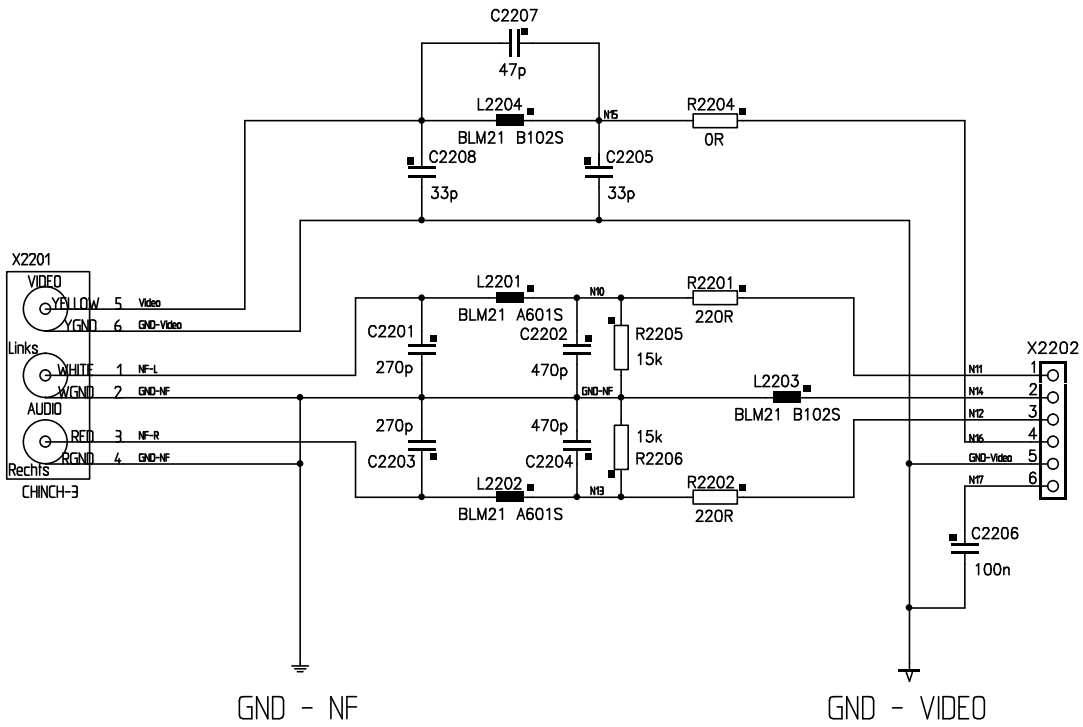 C2207
47p
L2204
N15
R2204
BLM21 B102S
0R
C2208
C2205
33p
33p
X2201
VIDEO
YELLOW 5 Video
YGND 6 GND-Video
Links
WHITE 1 NF-L
WGND 2 GND-NF
AUDIO
RED 3 NF-R
RGND 4 GND-NF
Rechts
CHINCH-3
L2201
N10
R2201
BLM21 A601S
220R
C2201
C2202
R2205
270p
470p
15k
GND-NF
L2203
BLM21 B102S
270p
470p
15k
C2203
C2204
R2206
L2202
N13
R2202
BLM21 A601S
220R
X2202
N11 1
N14 2
N12 3
N16 4
GND-Video 5
N17 6
C2206
100n
GND - NF
GND - VIDEO